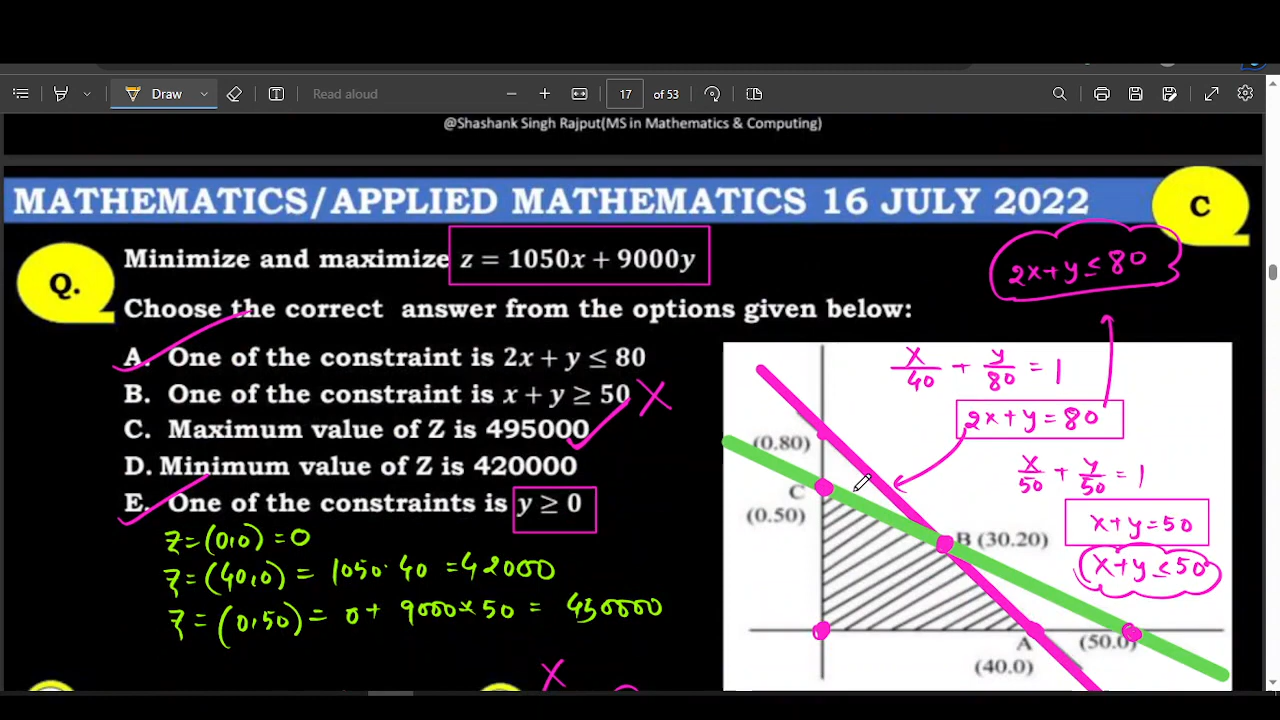 Draw
Read aloud
17 of 53
@Shashank Singh Rajput(MS in Mathematics & Computing)
MATHEMATICS/APPLIED MATHEMATICS 16 JULY 2022
C
Q.
Minimize and maximize z = 1050x + 9000y
2x+y≤80
Choose the correct answer from the options given below:
A. One of the constraint is 2x + y ≤ 80
B. One of the constraint is x + y ≥ 50 X
C. Maximum value of Z is 495000
D. Minimum value of Z is 420000
E. One of the constraints is y ≥ 0
z=(0,0)=0
z=(40,0)= 1050·40 =42000
z=(0,50)= 0+ 9000×50 = 450000
x/40 + y/80 = 1
2x+y=80
x/50 + y/50 = 1
x+y=50
x+y≤50
(0.80)
C
(0.50)
B (30.20)
A
(40.0)
(50.0)
X